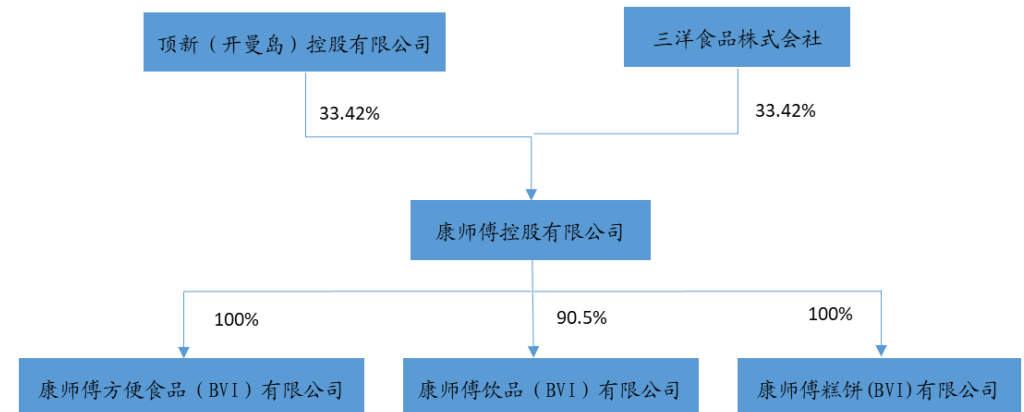 顶新（开曼岛）控股有限公司
三洋食品株式会社
33.42%
33.42%
康师傅控股有限公司
100%
90.5%
100%
康师傅方便食品（BVI）有限公司
康师傅饮品（BVI）有限公司
康师傅糕饼(BVI)有限公司